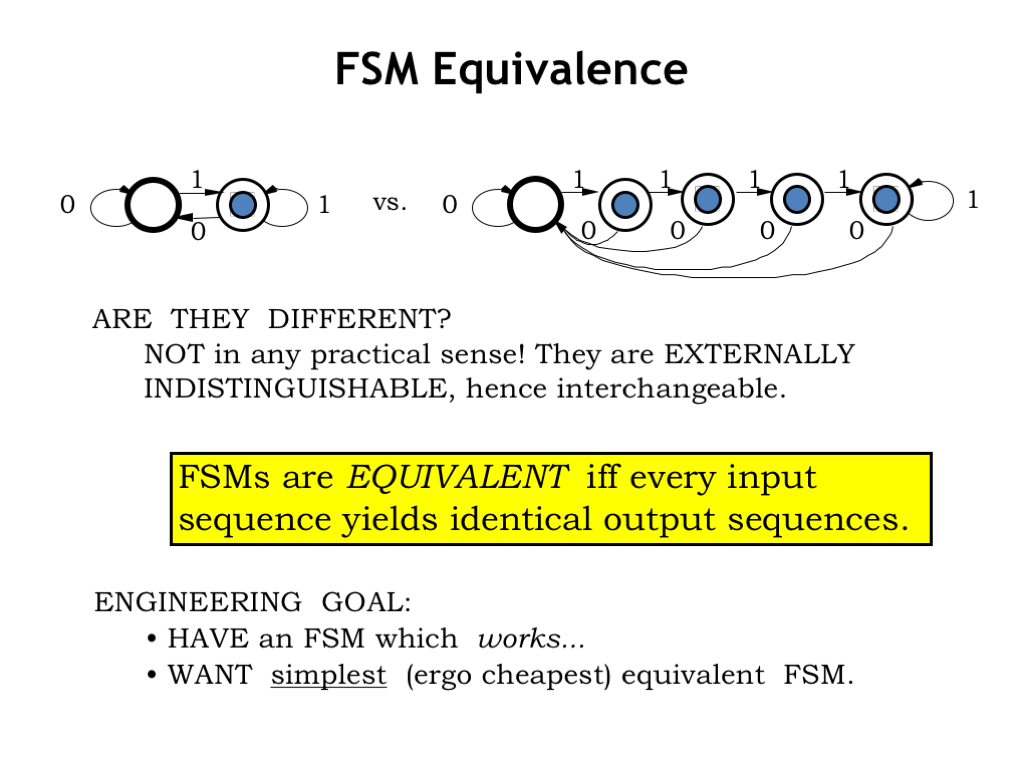 FSM Equivalence
0 1 0 1 vs. 0 1 0 1 0 1 0 1 0 1
ARE THEY DIFFERENT?
NOT in any practical sense! They are EXTERNALLY
INDISTINGUISHABLE, hence interchangeable.
FSMs are EQUIVALENT iff every input
sequence yields identical output sequences.
ENGINEERING GOAL:
• HAVE an FSM which works...
• WANT simplest (ergo cheapest) equivalent FSM.